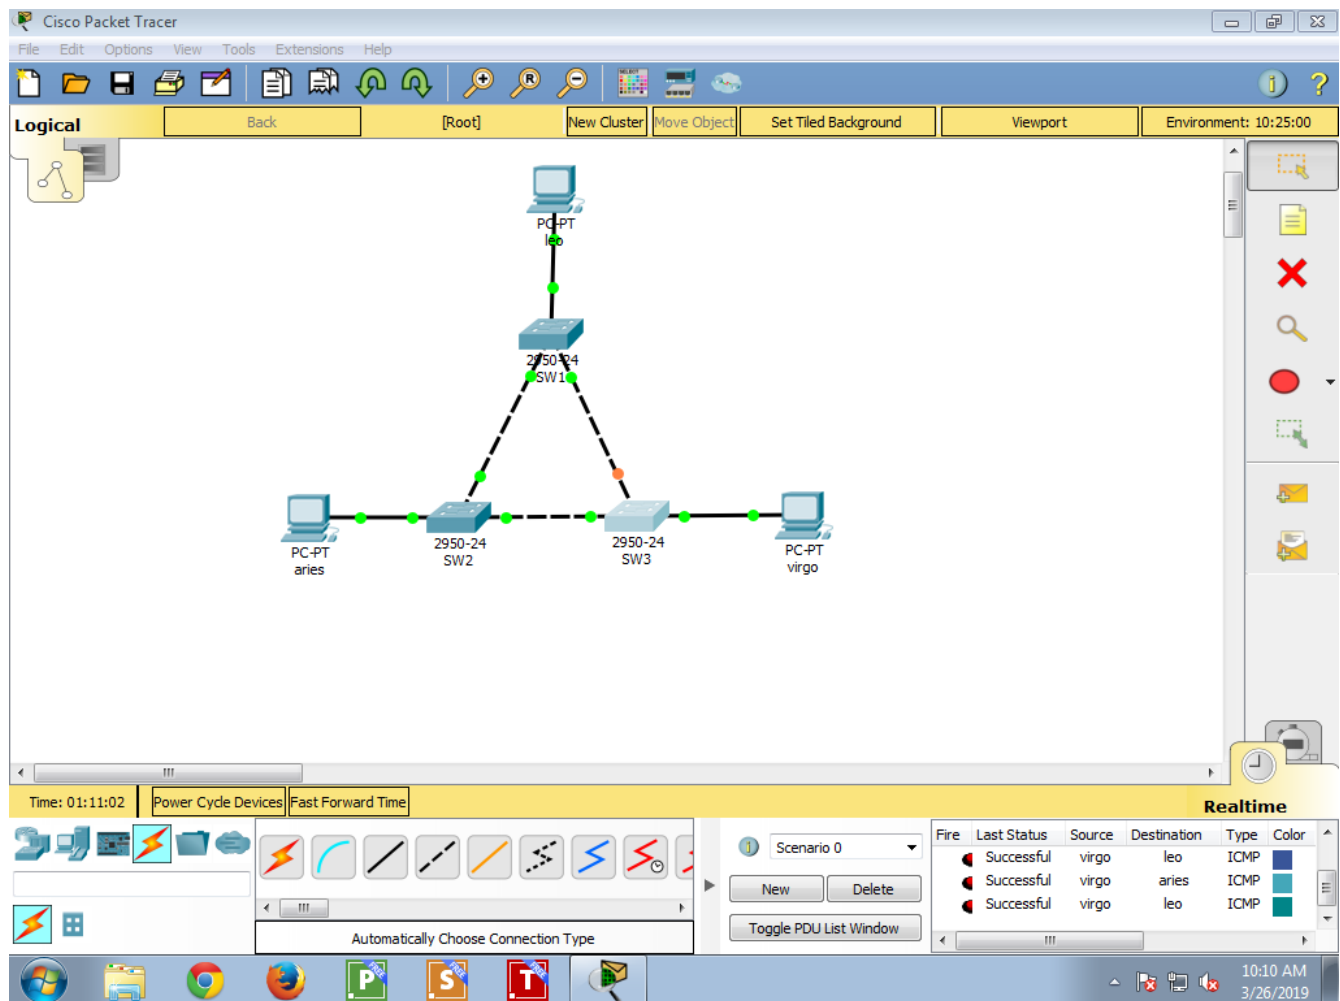 Cisco Packet Tracer
File Edit Options View Tools Extensions Help
Logical Back [Root] New Cluster Move Object Set Tiled Background Viewport Environment: 10:25:00
PC-PT
leo
2950-24
SW1
2950-24
SW2
2950-24
SW3
PC-PT
aries
PC-PT
virgo
Time: 01:11:02 Power Cycle Devices Fast Forward Time Realtime
Scenario 0
New Delete
Toggle PDU List Window
Fire Last Status Source Destination Type Color
Successful virgo leo ICMP
Successful virgo aries ICMP
Successful virgo leo ICMP
Automatically Choose Connection Type
10:10 AM
3/26/2019